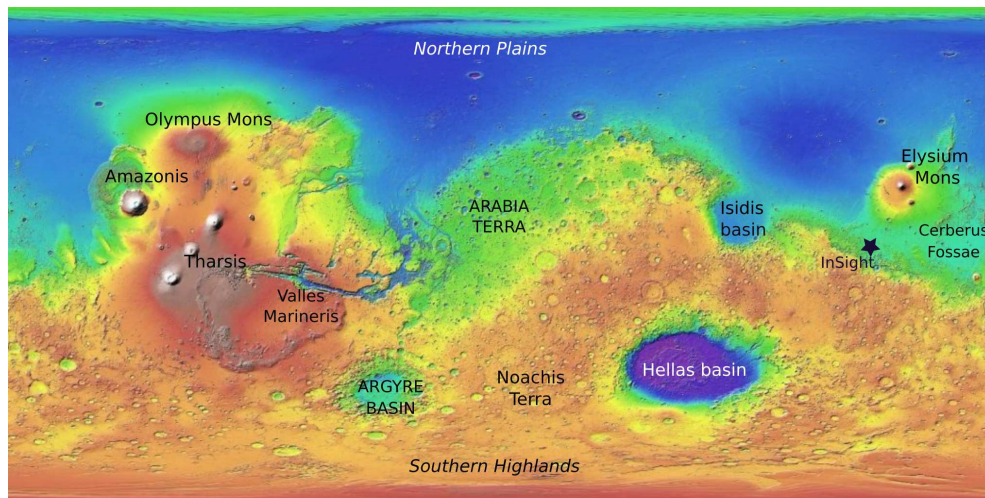 Northern Plains
Olympus Mons
Amazonis
Elysium
Mons
ARABIA
TERRA
Isidis
basin
Cerberus
Fossae
InSight
Tharsis
Valles
Marineris
Hellas basin
ARGYRE
BASIN
Noachis
Terra
Southern Highlands